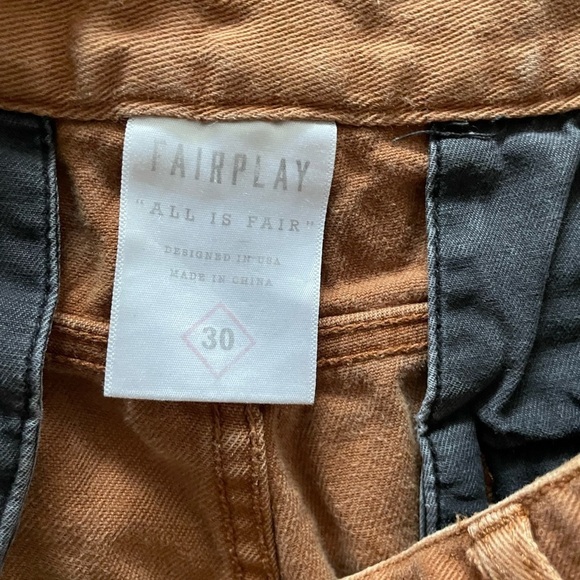 FAIRPLAY
"ALL IS FAIR"
DESIGNED IN USA
MADE IN CHINA
30